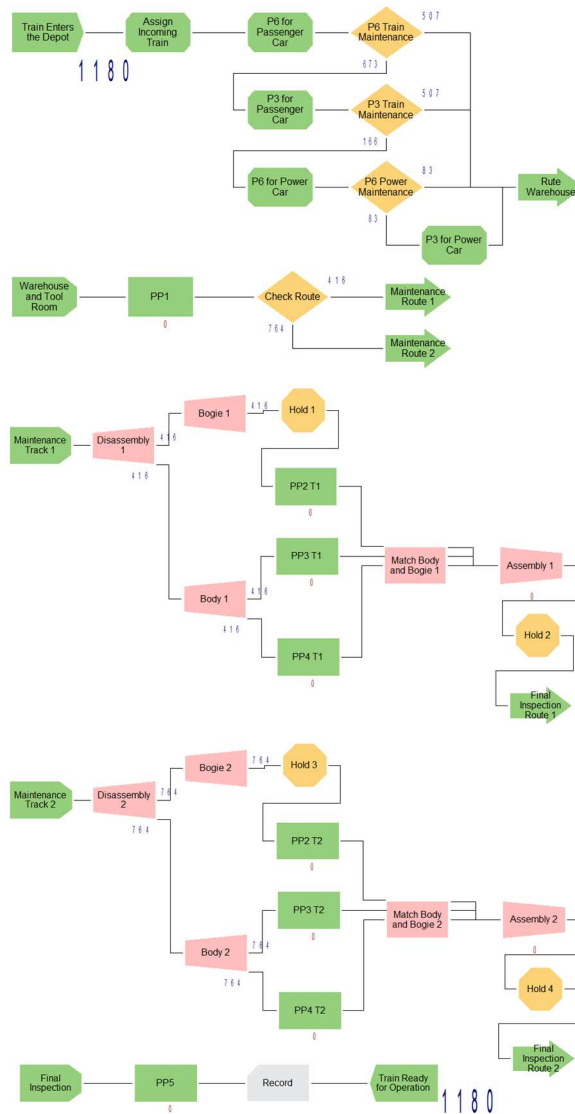 Train Enters
the Depot
Assign
Incoming
Train
P6 for
Passenger
Car
P6 Train
Maintenance
507
1180
673
P3 for
Passenger
Car
P3 Train
Maintenance
507
166
P6 for Power
Car
P6 Power
Maintenance
83
83
Rute
Warehouse
P3 for Power
Car
Warehouse
and Tool
Room
PP1
0
Check Route
416
764
Maintenance
Route 1
Maintenance
Route 2
Maintenance
Track 1
Disassembly
1
416
416
Bogie 1
416
Hold 1
PP2 T1
0
PP3 T1
0
Body 1
416
416
PP4 T1
0
Match Body
and Bogie 1
Assembly 1
0
Hold 2
Final
Inspection
Route 1
Maintenance
Track 2
Disassembly
2
764
764
Bogie 2
764
Hold 3
PP2 T2
0
PP3 T2
0
Body 2
764
764
PP4 T2
0
Match Body
and Bogie 2
Assembly 2
0
Hold 4
Final
Inspection
Route 2
Final
Inspection
PP5
0
Record
Train Ready
for Operation
1180